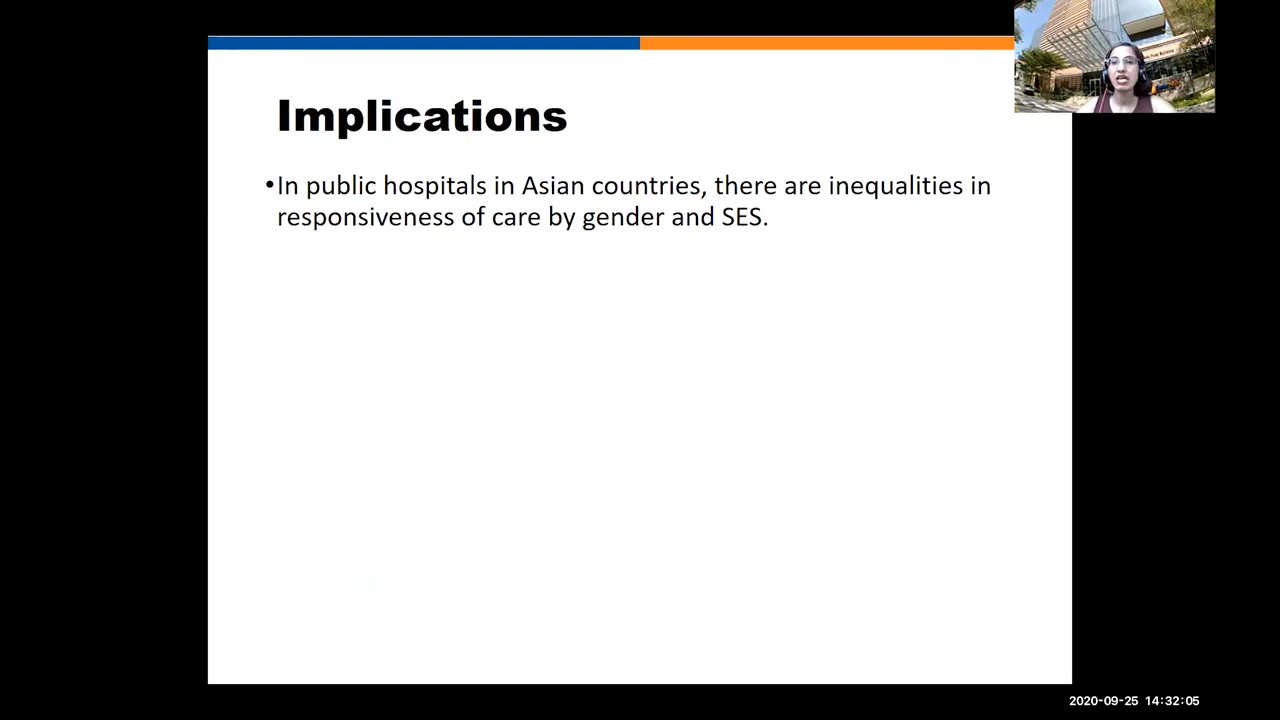 Implications
•In public hospitals in Asian countries, there are inequalities in
responsiveness of care by gender and SES.
2020-09-25 14:32:05